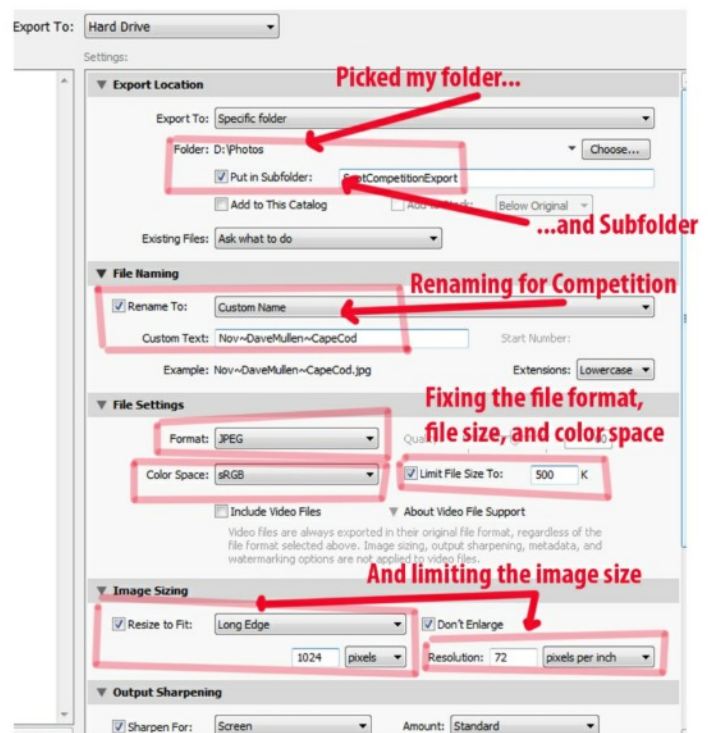 Export To: Hard Drive
Settings:
Export Location
Picked my folder...
Export To: Specific folder
Folder: D:\Photos Choose...
Put in Subfolder: SeptCompetitionExport
Add to This Catalog Below Original
...and Subfolder
Existing Files: Ask what to do
File Naming
Renaming for Competition
Rename To: Custom Name
Custom Text: Nov~DaveMullen~CapeCod Start Number:
Example: Nov~DaveMullen~CapeCod.jpg Extensions: Lowercase
File Settings
Fixing the file format,
file size, and color space
Format: JPEG
Color Space: sRGB Limit File Size To: 500 K
Include Video Files About Video File Support
Video files are always exported in their original file format, regardless of the
file format selected above. Image sizing, output sharpening, metadata, and
watermarking options are not applied to video files.
And limiting the image size
Image Sizing
Resize to Fit: Long Edge Don't Enlarge
1024 pixels Resolution: 72 pixels per inch
Output Sharpening
Sharpen For: Screen Amount: Standard